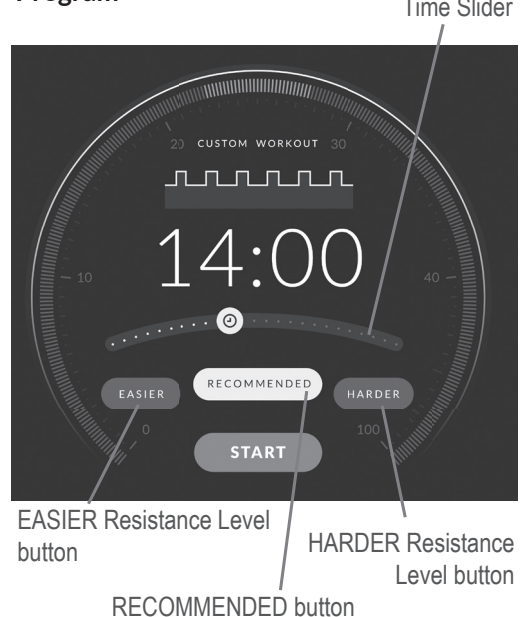 Time Slider
20 CUSTOM WORKOUT 30
14:00
10
40
EASIER
RECOMMENDED
HARDER
0
100
START
EASIER Resistance Level
button
HARDER Resistance
Level button
RECOMMENDED button